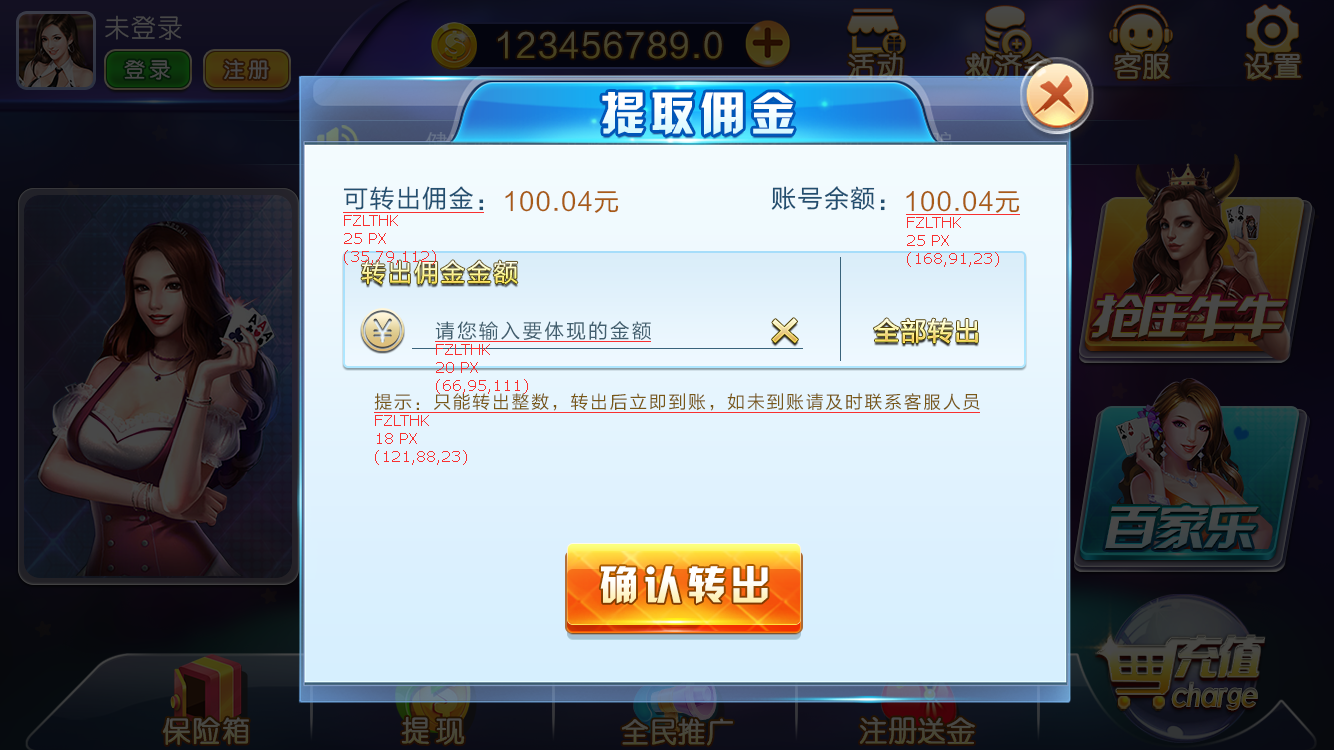 未登录
登录
注册
123456789.0
活动
救济金
客服
设置
提取佣金
可转出佣金：
100.04元
账号余额：
100.04元
FZLTHK
25 PX
(35,79,112)
FZLTHK
25 PX
(168,91,23)
转出佣金金额
请您输入要体现的金额
全部转出
FZLTHK
20 PX
(66,95,111)
提示：只能转出整数，转出后立即到账，如未到账请及时联系客服人员
FZLTHK
18 PX
(121,88,23)
确认转出
抢庄牛牛
百家乐
充值
charge
保险箱
提现
全民推广
注册送金